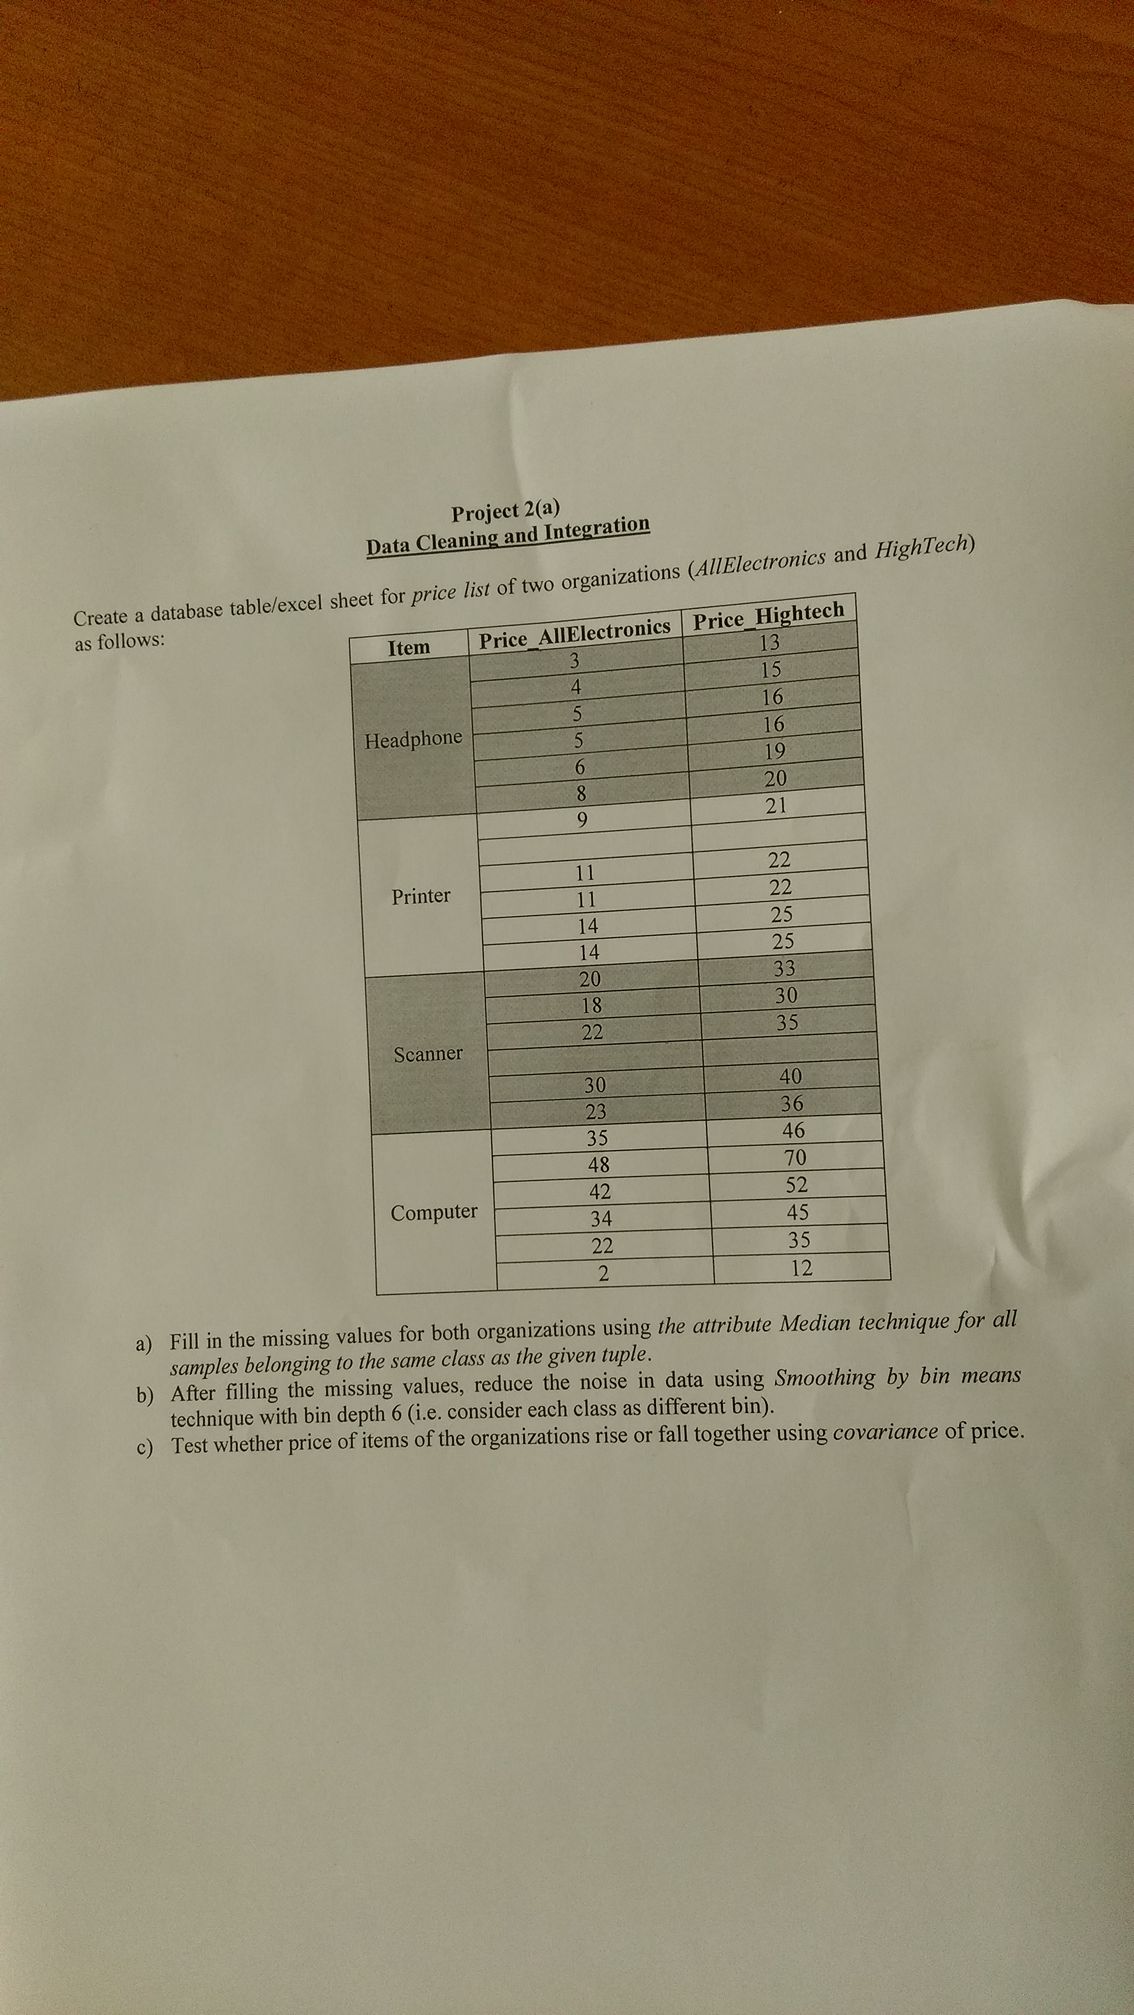 Project 2(a)
Data Cleaning and Integration
Create a database table/excel sheet for price list of two organizations (AllElectronics and HighTech)
as follows:
Item Price_AllElectronics Price_Hightech
Headphone
3 13
4 15
5 16
5 16
6 19
8 20
Printer
9 21
11 22
11 22
14 25
14 25
Scanner
20 33
18 30
22 35
30 40
23 36
Computer
35 46
48 70
42 52
34 45
22 35
2 12
a) Fill in the missing values for both organizations using the attribute Median technique for all
samples belonging to the same class as the given tuple.
b) After filling the missing values, reduce the noise in data using Smoothing by bin means
technique with bin depth 6 (i.e. consider each class as different bin).
c) Test whether price of items of the organizations rise or fall together using covariance of price.